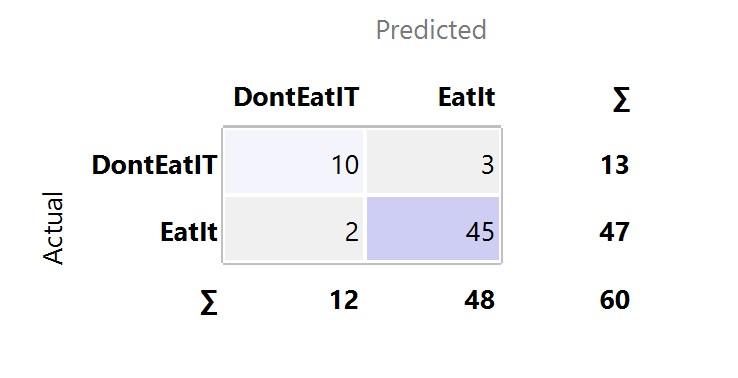 Predicted
DontEatIT EatIt ∑
DontEatIT 10 3 13
Actual
EatIt 2 45 47
∑ 12 48 60